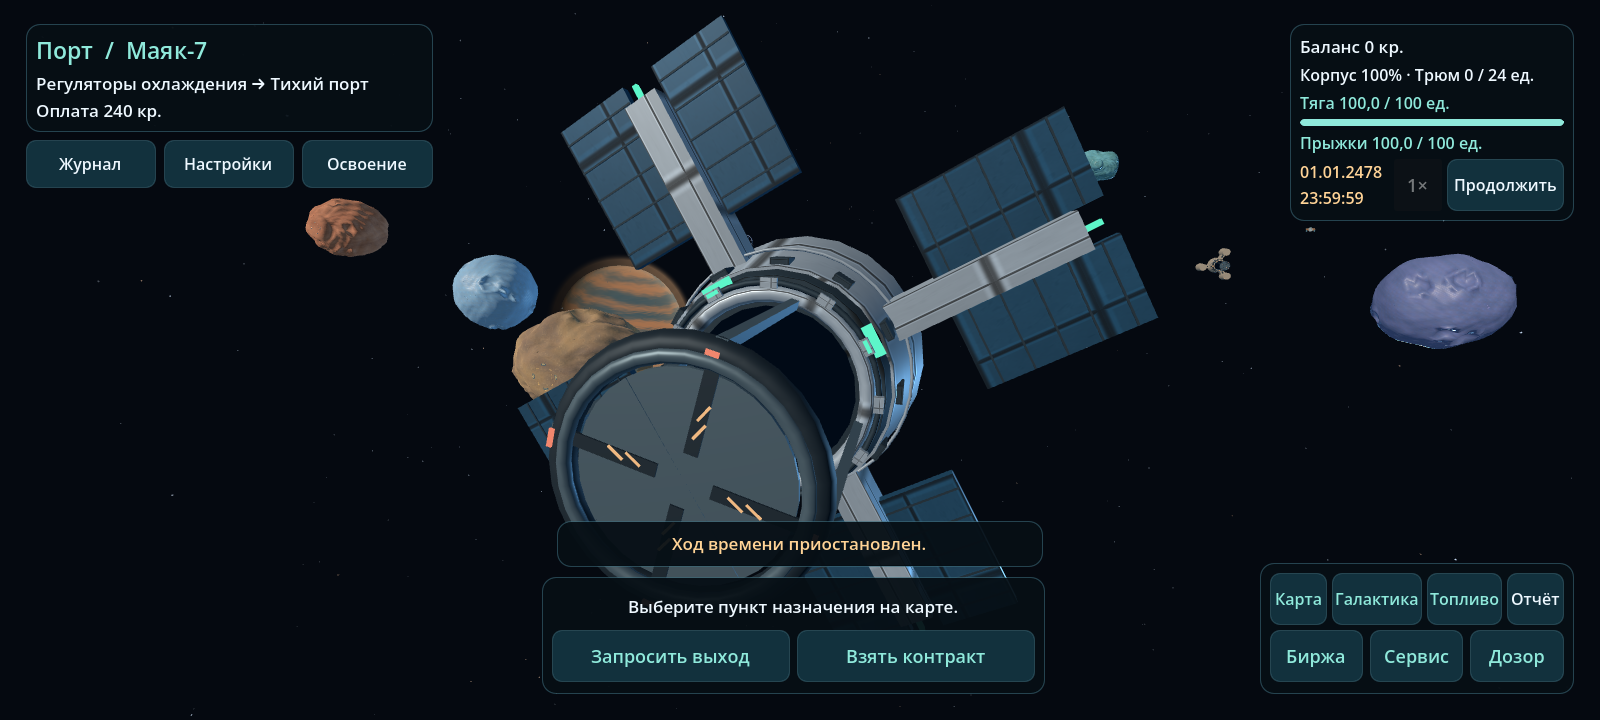 Порт / Маяк-7
Регуляторы охлаждения → Тихий порт
Оплата 240 кр.
Журнал
Настройки
Освоение
Баланс 0 кр.
Корпус 100% · Трюм 0 / 24 ед.
Тяга 100,0 / 100 ед.
Прыжки 100,0 / 100 ед.
01.01.2478
23:59:59
1×
Продолжить
Ход времени приостановлен.
Выберите пункт назначения на карте.
Запросить выход
Взять контракт
Карта
Галактика
Топливо
Отчёт
Биржа
Сервис
Дозор